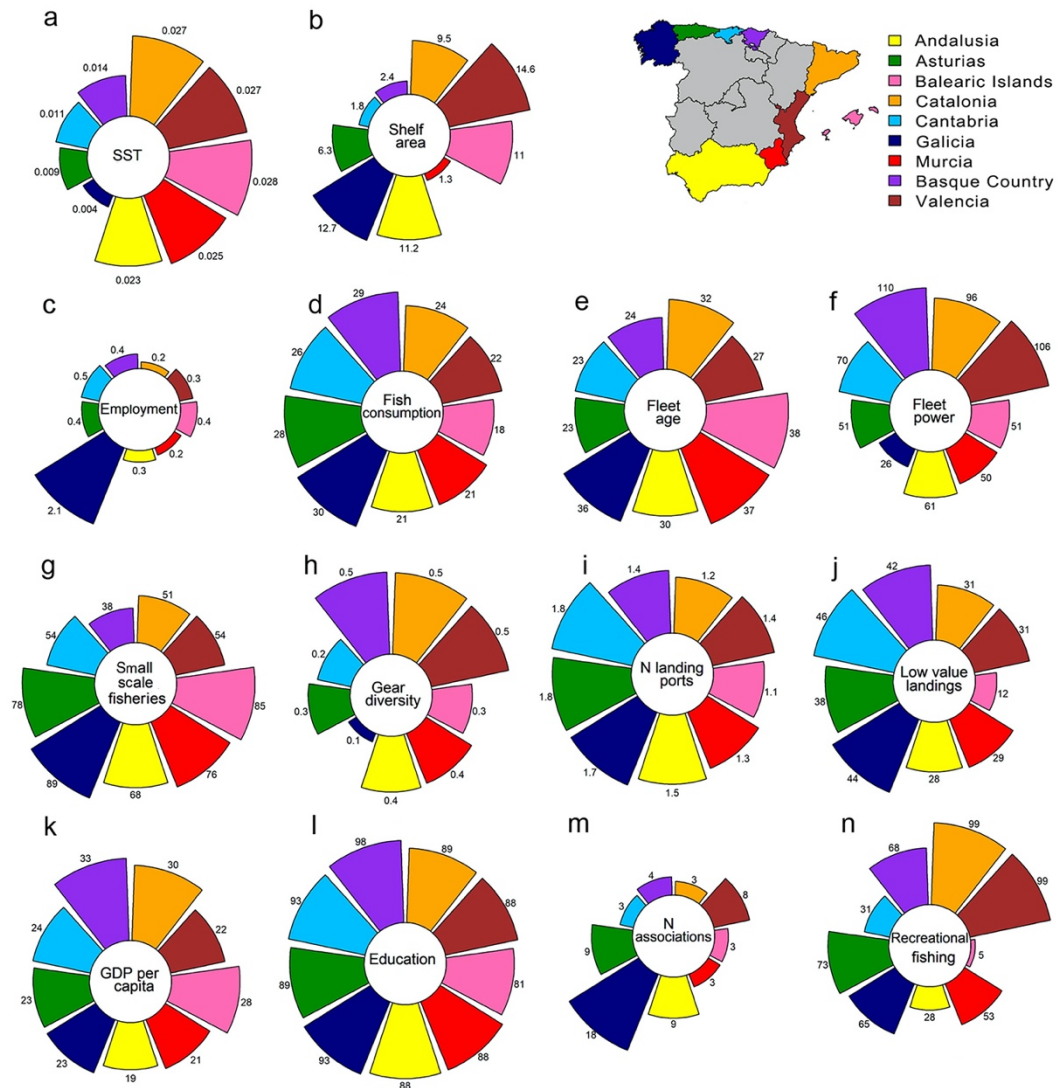 a
0.027
0.027
0.028
0.025
0.023
0.004
0.009
0.011
0.014
SST
b
9.5
14.6
11
1.3
11.2
12.7
6.3
1.8
2.4
Shelf
area
Andalusia
Asturias
Balearic Islands
Catalonia
Cantabria
Galicia
Murcia
Basque Country
Valencia
c
0.2
0.3
0.4
0.2
0.3
2.1
0.4
0.5
0.4
Employment
d
24
22
18
21
21
30
28
26
29
Fish
consumption
e
32
27
38
37
30
36
23
23
24
Fleet
age
f
96
106
51
50
61
26
51
70
110
Fleet
power
g
51
54
85
76
68
89
78
54
38
Small
scale
fisheries
h
0.5
0.5
0.3
0.4
0.4
0.1
0.3
0.2
0.5
Gear
diversity
i
1.2
1.4
1.1
1.3
1.5
1.7
1.8
1.8
1.4
N landing
ports
j
31
31
12
29
28
44
38
46
42
Low value
landings
k
30
22
28
21
19
23
23
24
33
GDP per
capita
l
89
88
81
88
88
93
89
93
98
Education
m
3
8
3
3
9
18
9
3
4
N
associations
n
99
99
5
53
28
65
73
31
68
Recreational
fishing